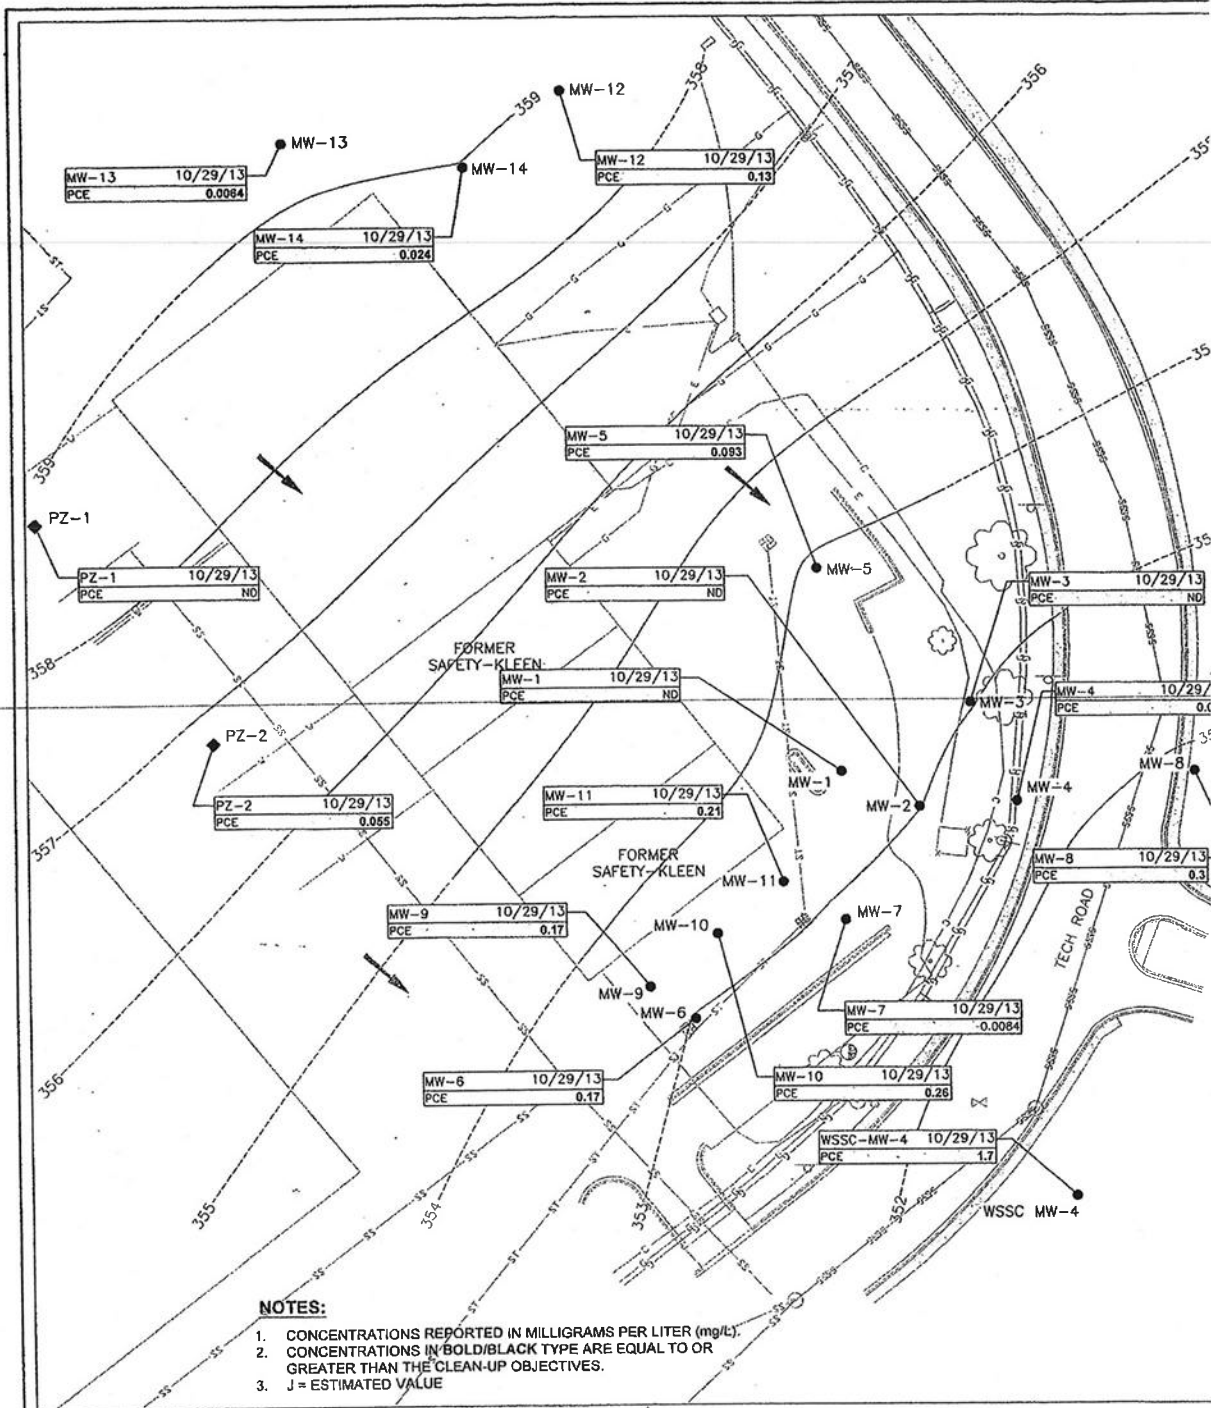 358
357
356
359
MW-12
MW-13
MW-14
MW-12 10/29/13
PCE 0.13
MW-13 10/29/13
PCE 0.0064
MW-14 10/29/13
PCE 0.024
MW-5 10/29/13
PCE 0.093
359
PZ-1
MW-5
PZ-1 10/29/13
PCE ND
MW-2 10/29/13
PCE ND
MW-3 10/29/13
PCE ND
358
FORMER
SAFETY-KLEEN
MW-1 10/29/13
PCE ND
MW-3
MW-4 10/29/
PCE
PZ-2
MW-1
MW-8
MW-2
MW-4
PZ-2 10/29/13
PCE 0.055
MW-11 10/29/13
PCE 0.21
357
FORMER
SAFETY-KLEEN
MW-8 10/29/13
PCE 0.3
MW-11
MW-9 10/29/13
PCE 0.17
MW-10
MW-7
TECH ROAD
MW-9
MW-6
MW-7 10/29/13
PCE 0.0084
356
MW-6 10/29/13
PCE 0.17
MW-10 10/29/13
PCE 0.26
WSSC-MW-4 10/29/13
PCE 1.7
355
354
353
352
WSSC MW-4
NOTES:
1. CONCENTRATIONS REPORTED IN MILLIGRAMS PER LITER (mg/L).
2. CONCENTRATIONS IN BOLD/BLACK TYPE ARE EQUAL TO OR
GREATER THAN THE CLEAN-UP OBJECTIVES.
3. J = ESTIMATED VALUE